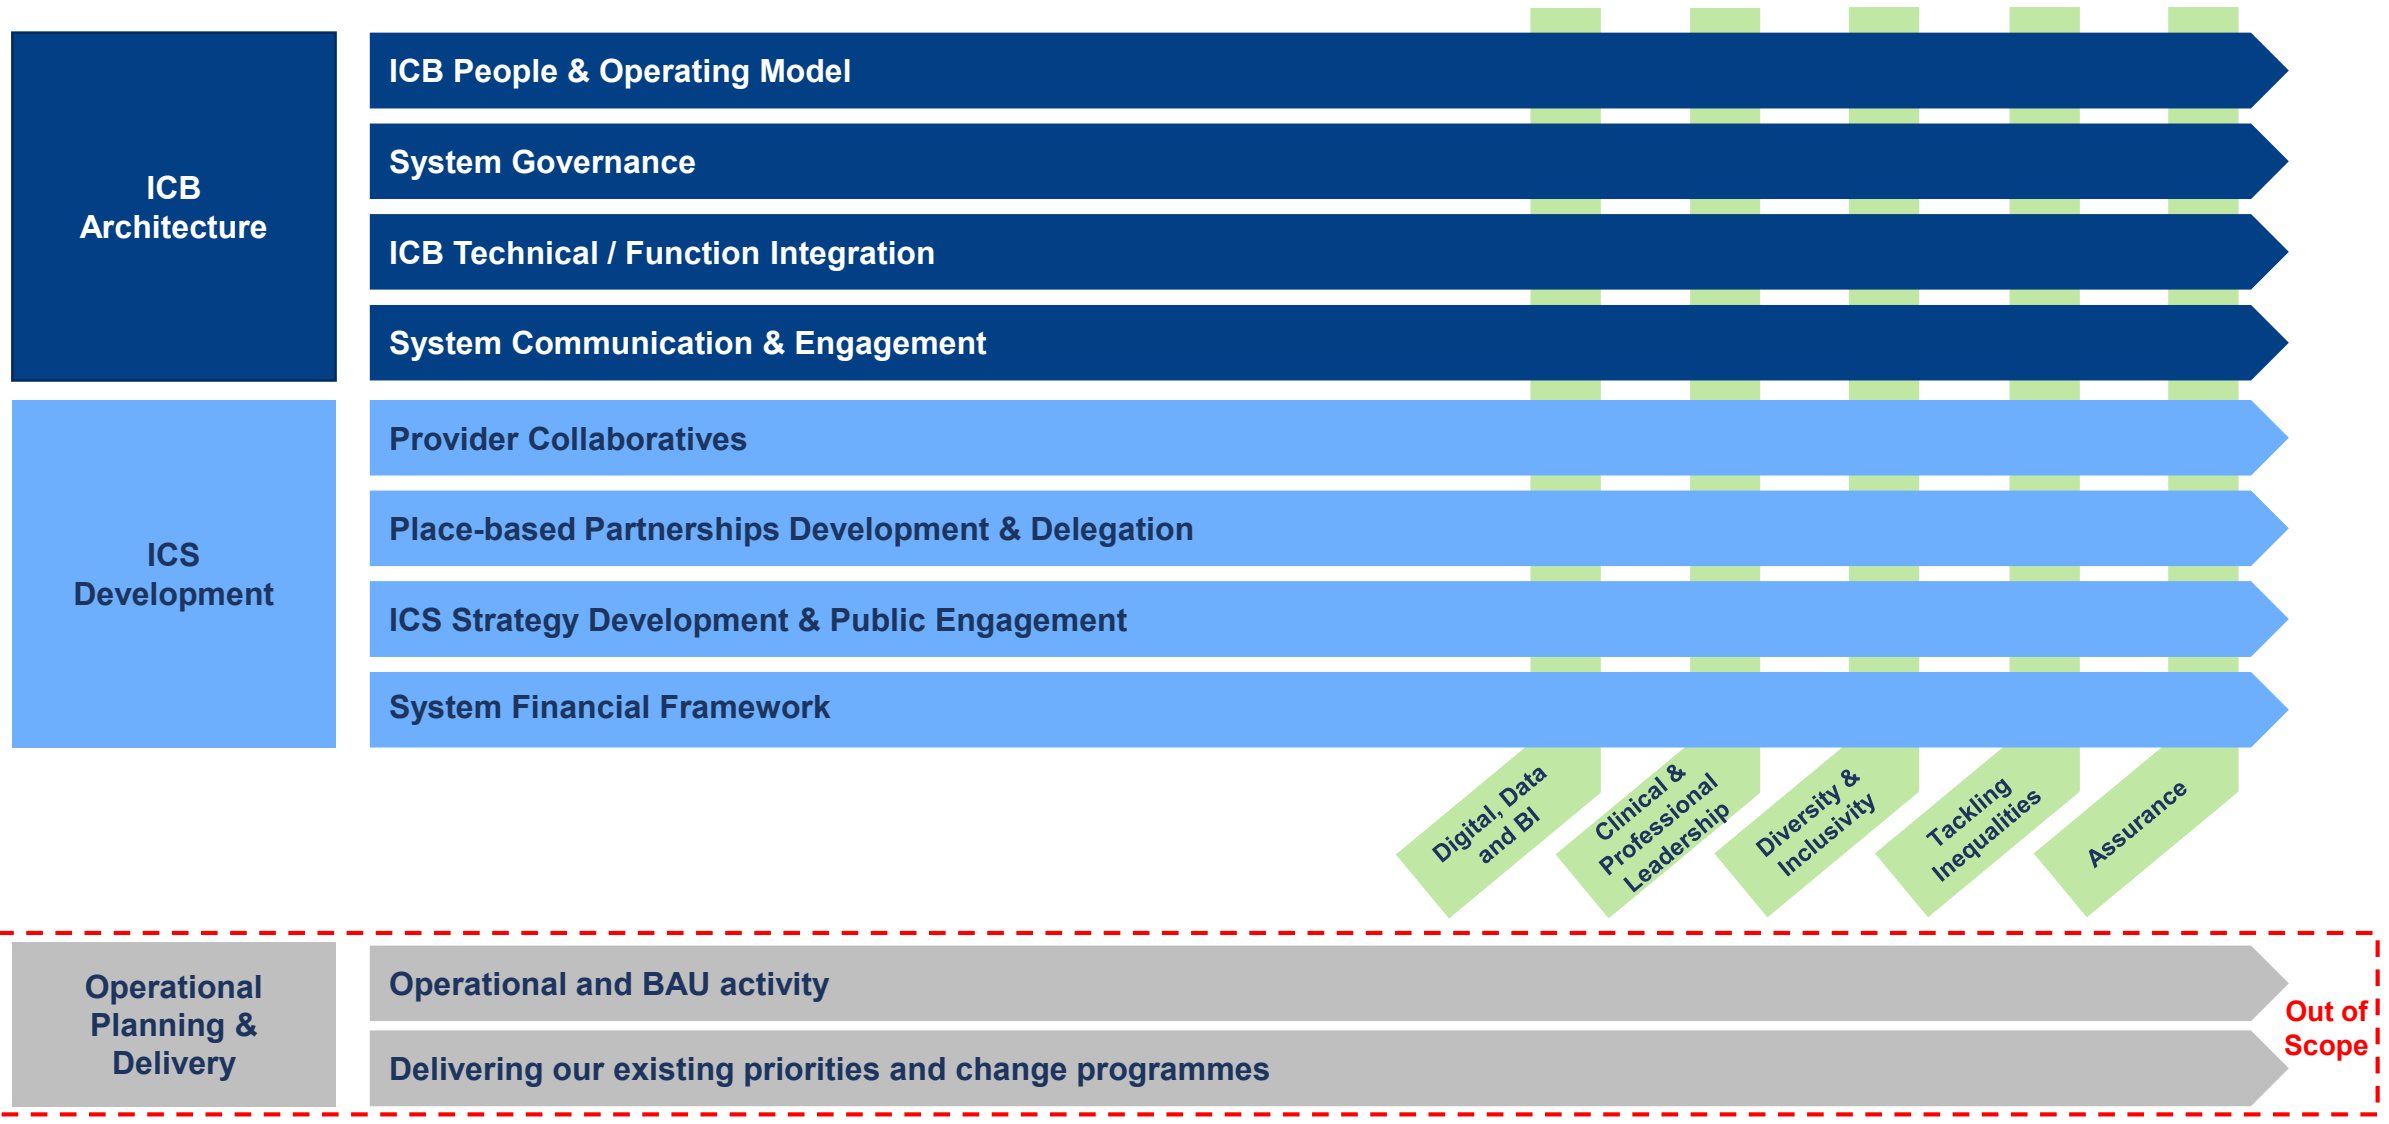 ICB
Architecture
ICB People & Operating Model
System Governance
ICB Technical / Function Integration
System Communication & Engagement
ICS
Development
Provider Collaboratives
Place-based Partnerships Development & Delegation
ICS Strategy Development & Public Engagement
System Financial Framework
Digital, Data
and BI
Clinical &
Professional
Leadership
Diversity &
Inclusivity
Tackling
Inequalities
Assurance
Operational
Planning &
Delivery
Operational and BAU activity
Delivering our existing priorities and change programmes
Out of
Scope